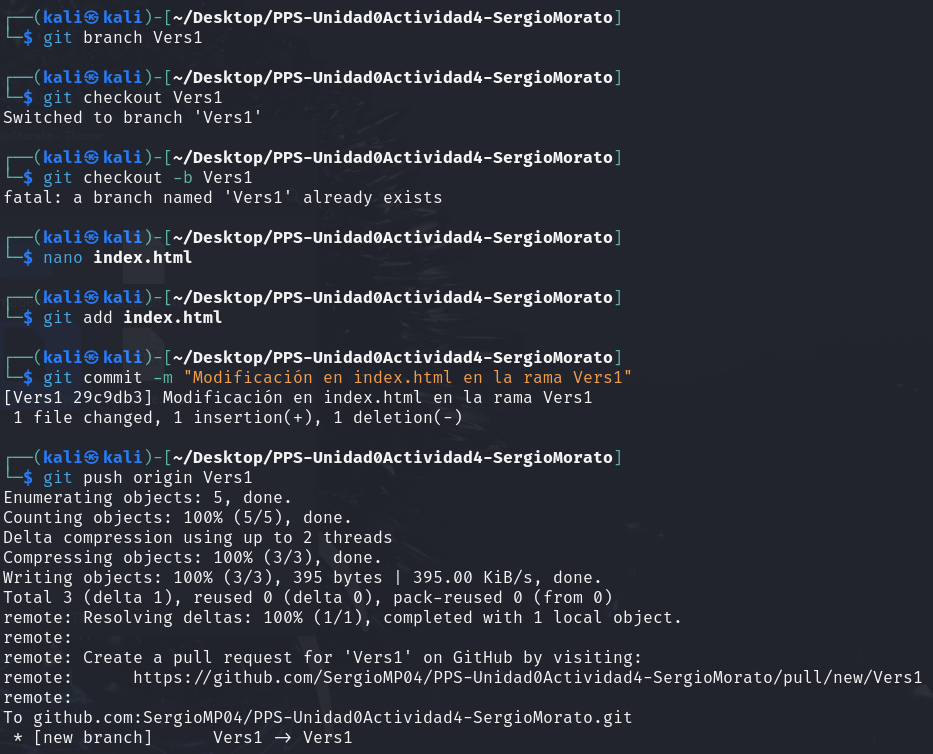 ┌──(kali㉿kali)-[~/Desktop/PPS-Unidad0Actividad4-SergioMorato]
└─$ git branch Vers1
┌──(kali㉿kali)-[~/Desktop/PPS-Unidad0Actividad4-SergioMorato]
└─$ git checkout Vers1
Switched to branch 'Vers1'
┌──(kali㉿kali)-[~/Desktop/PPS-Unidad0Actividad4-SergioMorato]
└─$ git checkout -b Vers1
fatal: a branch named 'Vers1' already exists
┌──(kali㉿kali)-[~/Desktop/PPS-Unidad0Actividad4-SergioMorato]
└─$ nano index.html
┌──(kali㉿kali)-[~/Desktop/PPS-Unidad0Actividad4-SergioMorato]
└─$ git add index.html
┌──(kali㉿kali)-[~/Desktop/PPS-Unidad0Actividad4-SergioMorato]
└─$ git commit -m "Modificación en index.html en la rama Vers1"
[Vers1 29c9db3] Modificación en index.html en la rama Vers1
 1 file changed, 1 insertion(+), 1 deletion(-)
┌──(kali㉿kali)-[~/Desktop/PPS-Unidad0Actividad4-SergioMorato]
└─$ git push origin Vers1
Enumerating objects: 5, done.
Counting objects: 100% (5/5), done.
Delta compression using up to 2 threads
Compressing objects: 100% (3/3), done.
Writing objects: 100% (3/3), 395 bytes | 395.00 KiB/s, done.
Total 3 (delta 1), reused 0 (delta 0), pack-reused 0 (from 0)
remote: Resolving deltas: 100% (1/1), completed with 1 local object.
remote:
remote: Create a pull request for 'Vers1' on GitHub by visiting:
remote:      https://github.com/SergioMP04/PPS-Unidad0Actividad4-SergioMorato/pull/new/Vers1
remote:
To github.com:SergioMP04/PPS-Unidad0Actividad4-SergioMorato.git
 * [new branch]      Vers1 -> Vers1